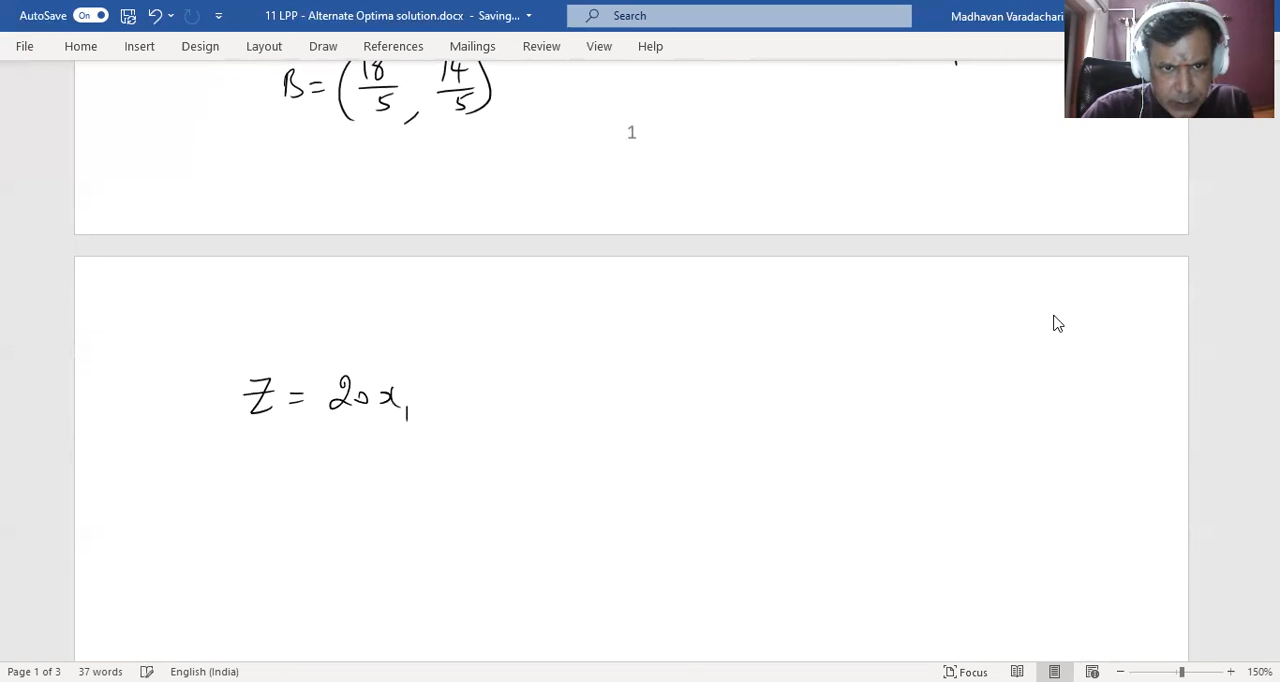 AutoSave On 11 LPP - Alternate Optima solution.docx - Saving... Search Madhavan Varadachari
File Home Insert Design Layout Draw References Mailings Review View Help
B = (18/5, 14/5)
1
Z = 20x₁
Page 1 of 3 37 words English (India) Focus 150%